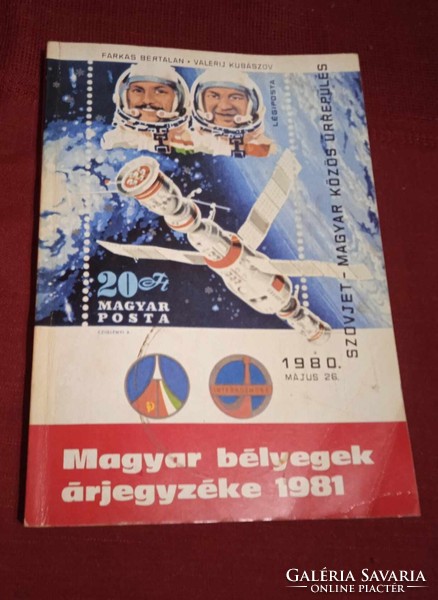 FARKAS BERTALAN • VALERIJ KUBASZOV
LÉGIPOSTA
SZOVJET-MAGYAR KÖZÖS ŰRREPÜLÉS
20 Ft
MAGYAR
POSTA
1980.
MÁJUS 26.
Magyar bélyegek
árjegyzéke 1981
GALÉRIA SAVARIA
ONLINE PIACTÉR